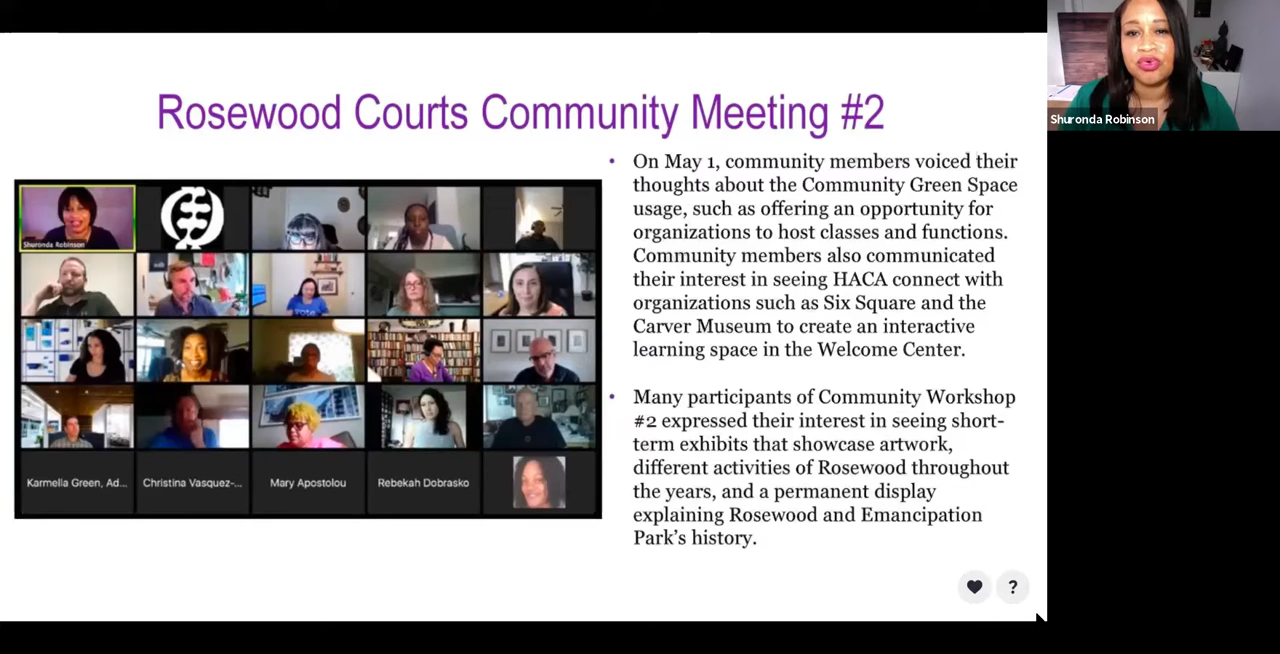 Rosewood Courts Community Meeting #2
Shuronda Robinson
• On May 1, community members voiced their
thoughts about the Community Green Space
usage, such as offering an opportunity for
organizations to host classes and functions.
Community members also communicated
their interest in seeing HACA connect with
organizations such as Six Square and the
Carver Museum to create an interactive
learning space in the Welcome Center.
• Many participants of Community Workshop
#2 expressed their interest in seeing short-
term exhibits that showcase artwork,
different activities of Rosewood throughout
the years, and a permanent display
explaining Rosewood and Emancipation
Park's history.
Shuronda Robinson
vote
Karmella Green, Ad...
Christina Vasquez-...
Mary Apostolou
Rebekah Dobrasko
?